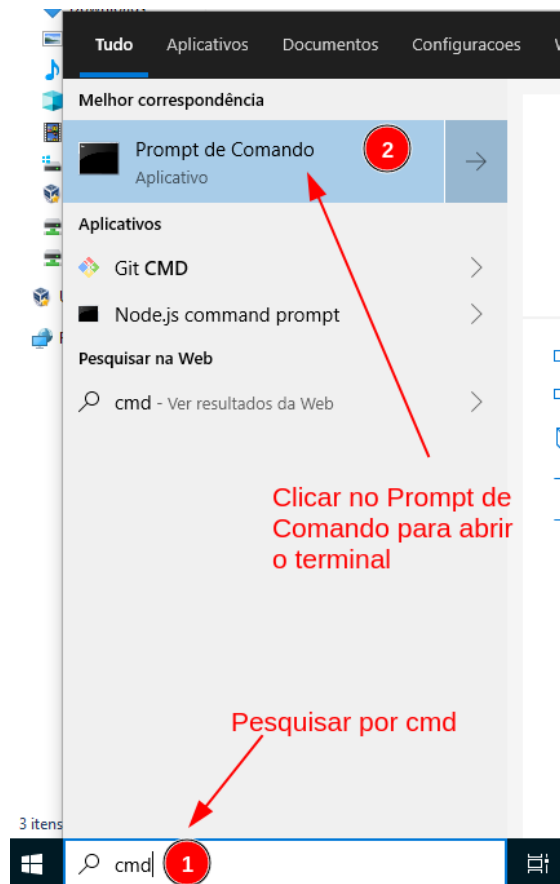 Tudo Aplicativos Documentos Configuracoes
Melhor correspondência
Prompt de Comando
2
Aplicativo
Aplicativos
Git CMD
Node.js command prompt
Pesquisar na Web
cmd - Ver resultados da Web
Clicar no Prompt de
Comando para abrir
o terminal
Pesquisar por cmd
3 itens
cmd 1